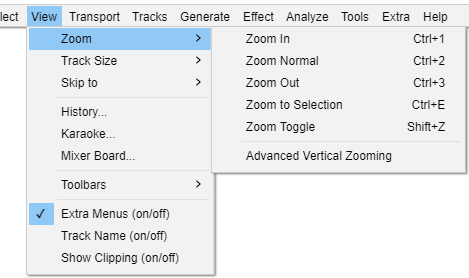 lect View Transport Tracks Generate Effect Analyze Tools Extra Help
Zoom >
Track Size >
Skip to >
History...
Karaoke...
Mixer Board...
Toolbars >
✓ Extra Menus (on/off)
Track Name (on/off)
Show Clipping (on/off)
Zoom In Ctrl+1
Zoom Normal Ctrl+2
Zoom Out Ctrl+3
Zoom to Selection Ctrl+E
Zoom Toggle Shift+Z
Advanced Vertical Zooming